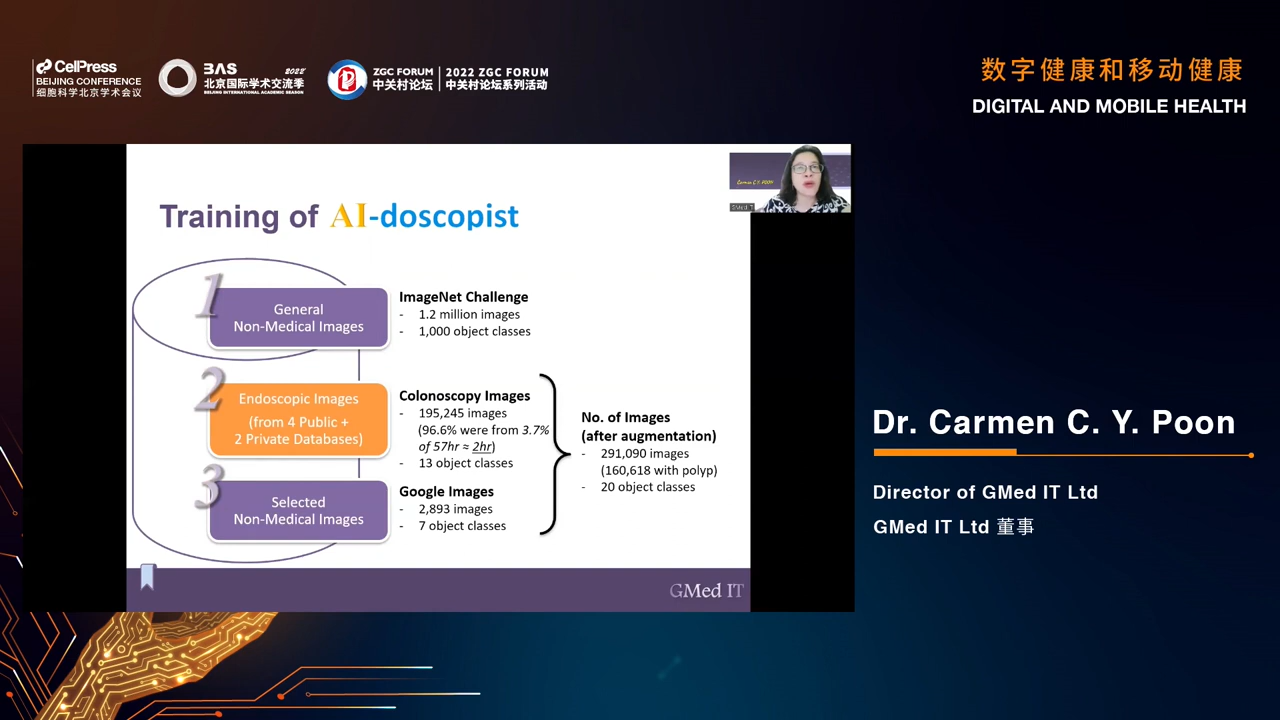 CellPress
BEIJING CONFERENCE
细胞科学北京学术会议
BAS 2022
北京国际学术交流季
BEIJING INTERNATIONAL ACADEMIC SEASON
ZGC FORUM
中关村论坛
2022 ZGC FORUM
中关村论坛系列活动
数字健康和移动健康
DIGITAL AND MOBILE HEALTH
Carmen C.Y. POON
GMed IT
Training of AI-doscopist
1
General
Non-Medical Images
ImageNet Challenge
- 1.2 million images
- 1,000 object classes
2
Endoscopic Images
(from 4 Public +
2 Private Databases)
Colonoscopy Images
- 195,245 images
(96.6% were from 3.7%
of 57hr ≈ 2hr)
- 13 object classes
3
Selected
Non-Medical Images
Google Images
- 2,893 images
- 7 object classes
No. of Images
(after augmentation)
- 291,090 images
(160,618 with polyp)
- 20 object classes
GMed IT
Dr. Carmen C. Y. Poon
Director of GMed IT Ltd
GMed IT Ltd 董事